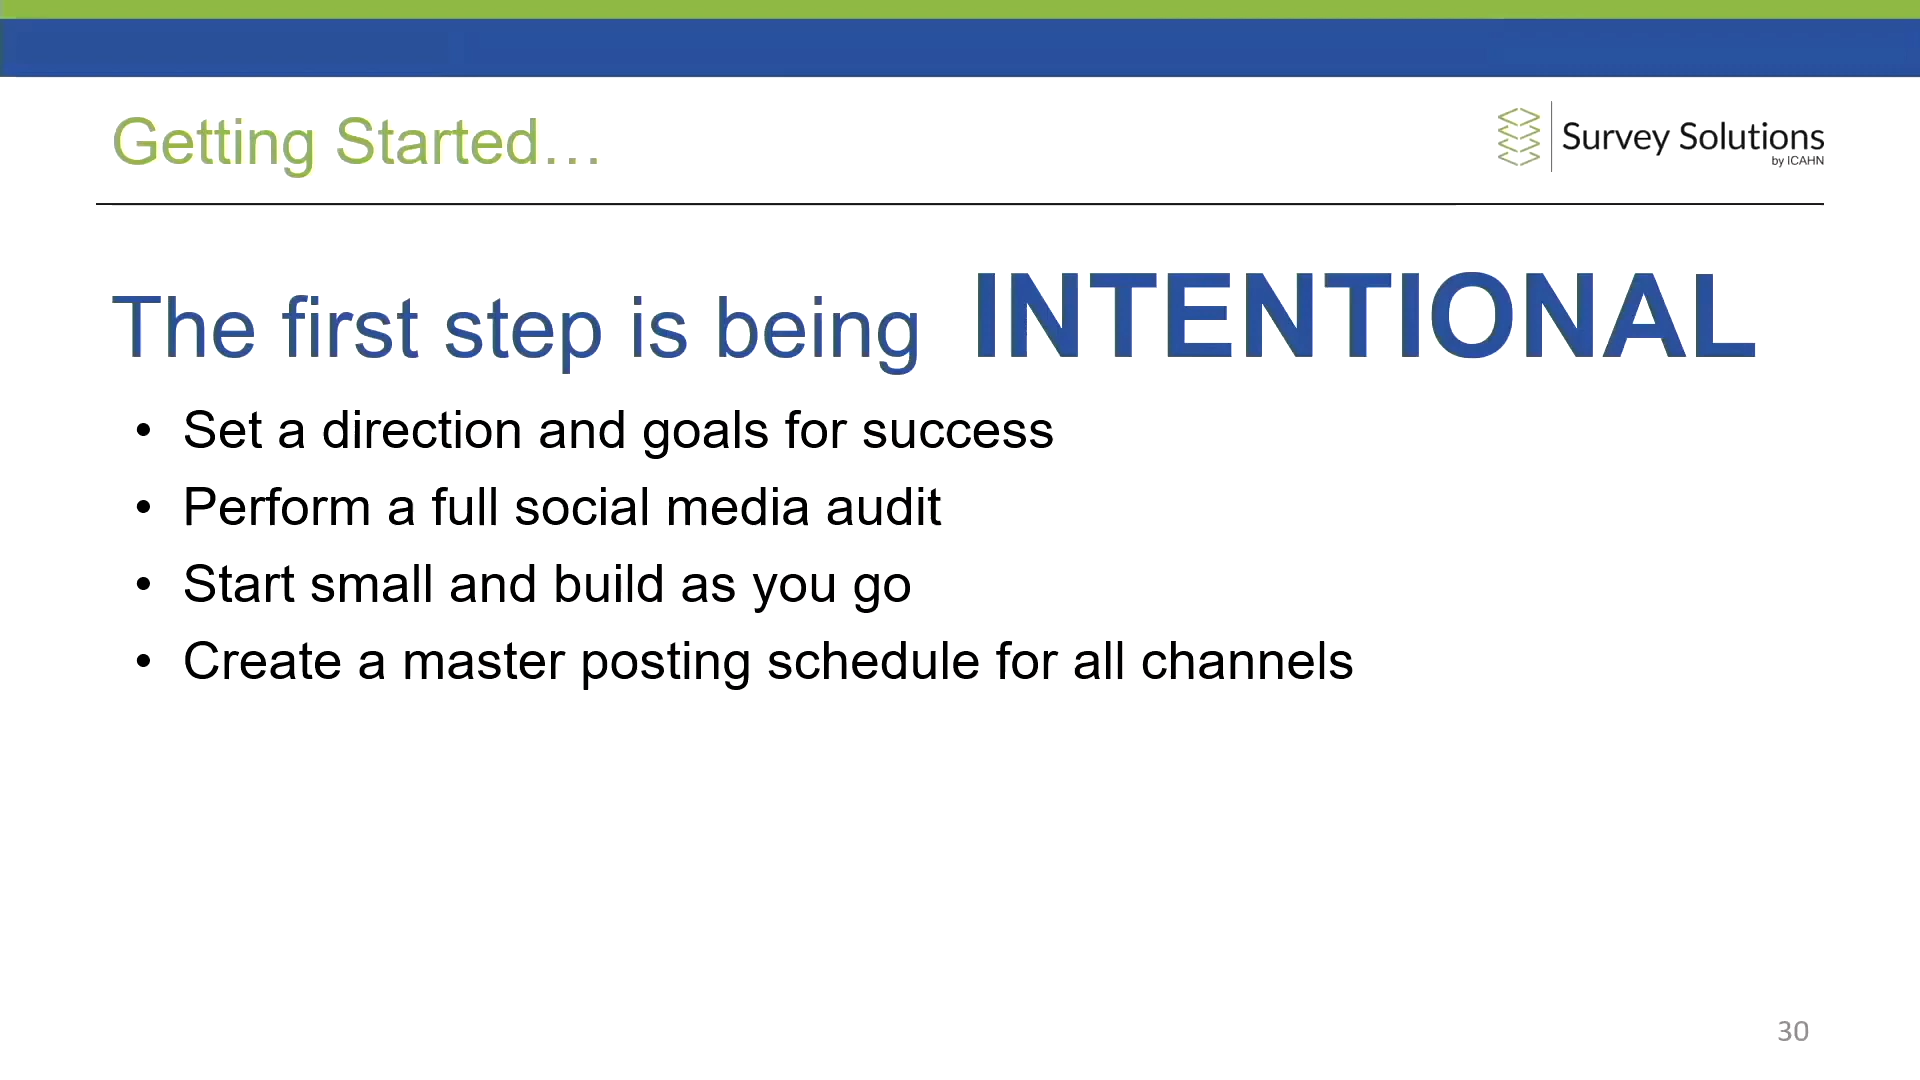 Getting Started…
Survey Solutions
by ICAHN
The first step is being INTENTIONAL
• Set a direction and goals for success
• Perform a full social media audit
• Start small and build as you go
• Create a master posting schedule for all channels
30